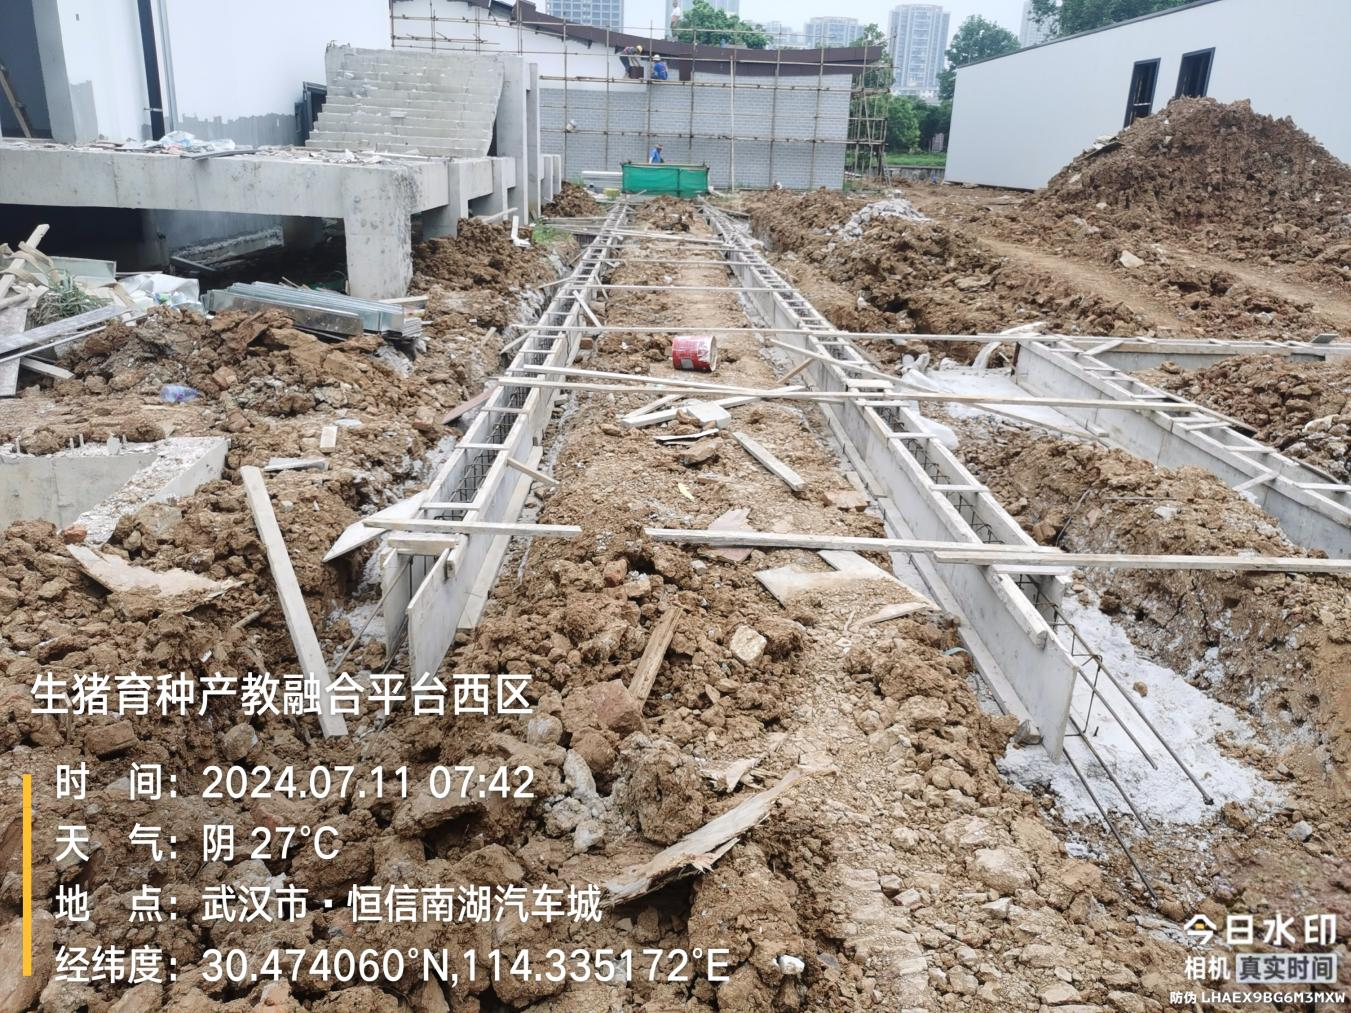 生猪育种产教融合平台西区
时 间：2024.07.11 07:42
天 气：阴 27°C
地 点：武汉市·恒信南湖汽车城
经纬度：30.474060°N,114.335172°E
今日水印
相机 真实时间
防伪 LHAEX9BG6M3MXW